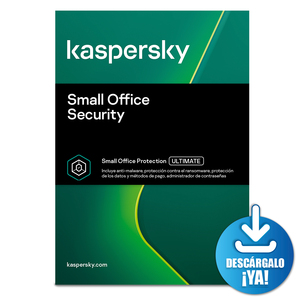 kaspersky
Small Office
Security
Small Office Protection ULTIMATE
Incluye anti-malware, protección contra el ransomware, protección
de los datos y métodos de pago, administrador de contraseñas
kaspersky.com
DESCÁRGALO
¡YA!